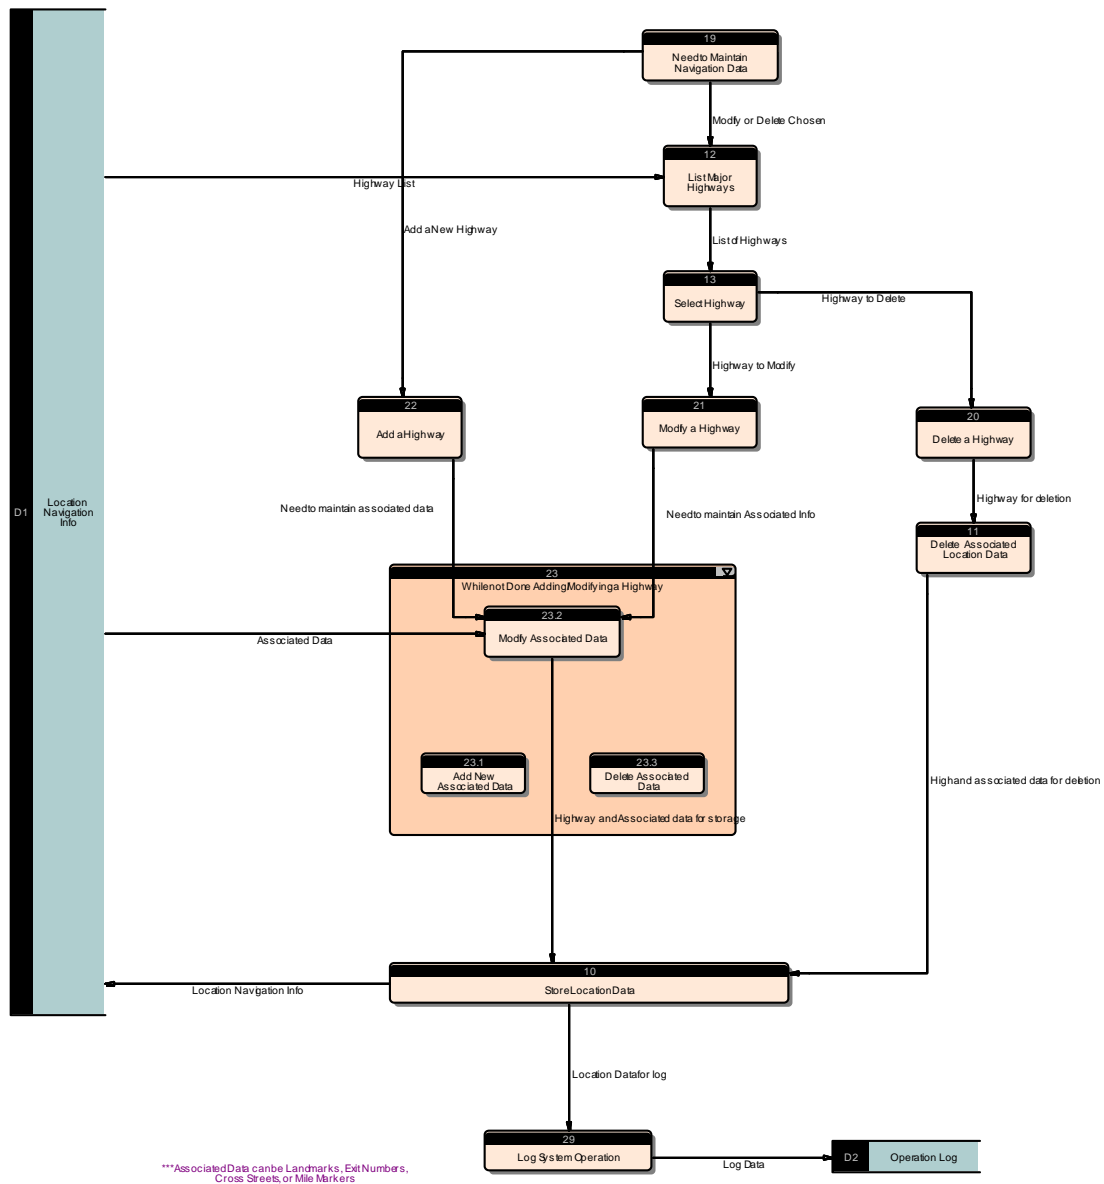 19
Need to Maintain
Navigation Data
Modify or Delete Chosen
12
List Major
Highways
Highway List
Add a New Highway
List of Highways
13
Select Highway
Highway to Delete
Highway to Modify
22
Add a Highway
21
Modify a Highway
20
Delete a Highway
D1
Location
Navigation
Info
Need to maintain associated data
Need to maintain Associated Info
Highway for deletion
11
Delete Associated
Location Data
23
While not Done Adding/Modifying a Highway
23.2
Modify Associated Data
Associated Data
23.1
Add New
Associated Data
23.3
Delete Associated
Data
High and associated data for deletion
Highway and Associated data for storage
10
Store Location Data
Location Navigation Info
Location Data for log
29
Log System Operation
Log Data
D2
Operation Log
***Associated Data can be Landmarks, Exit Numbers,
Cross Streets, or Mile Markers